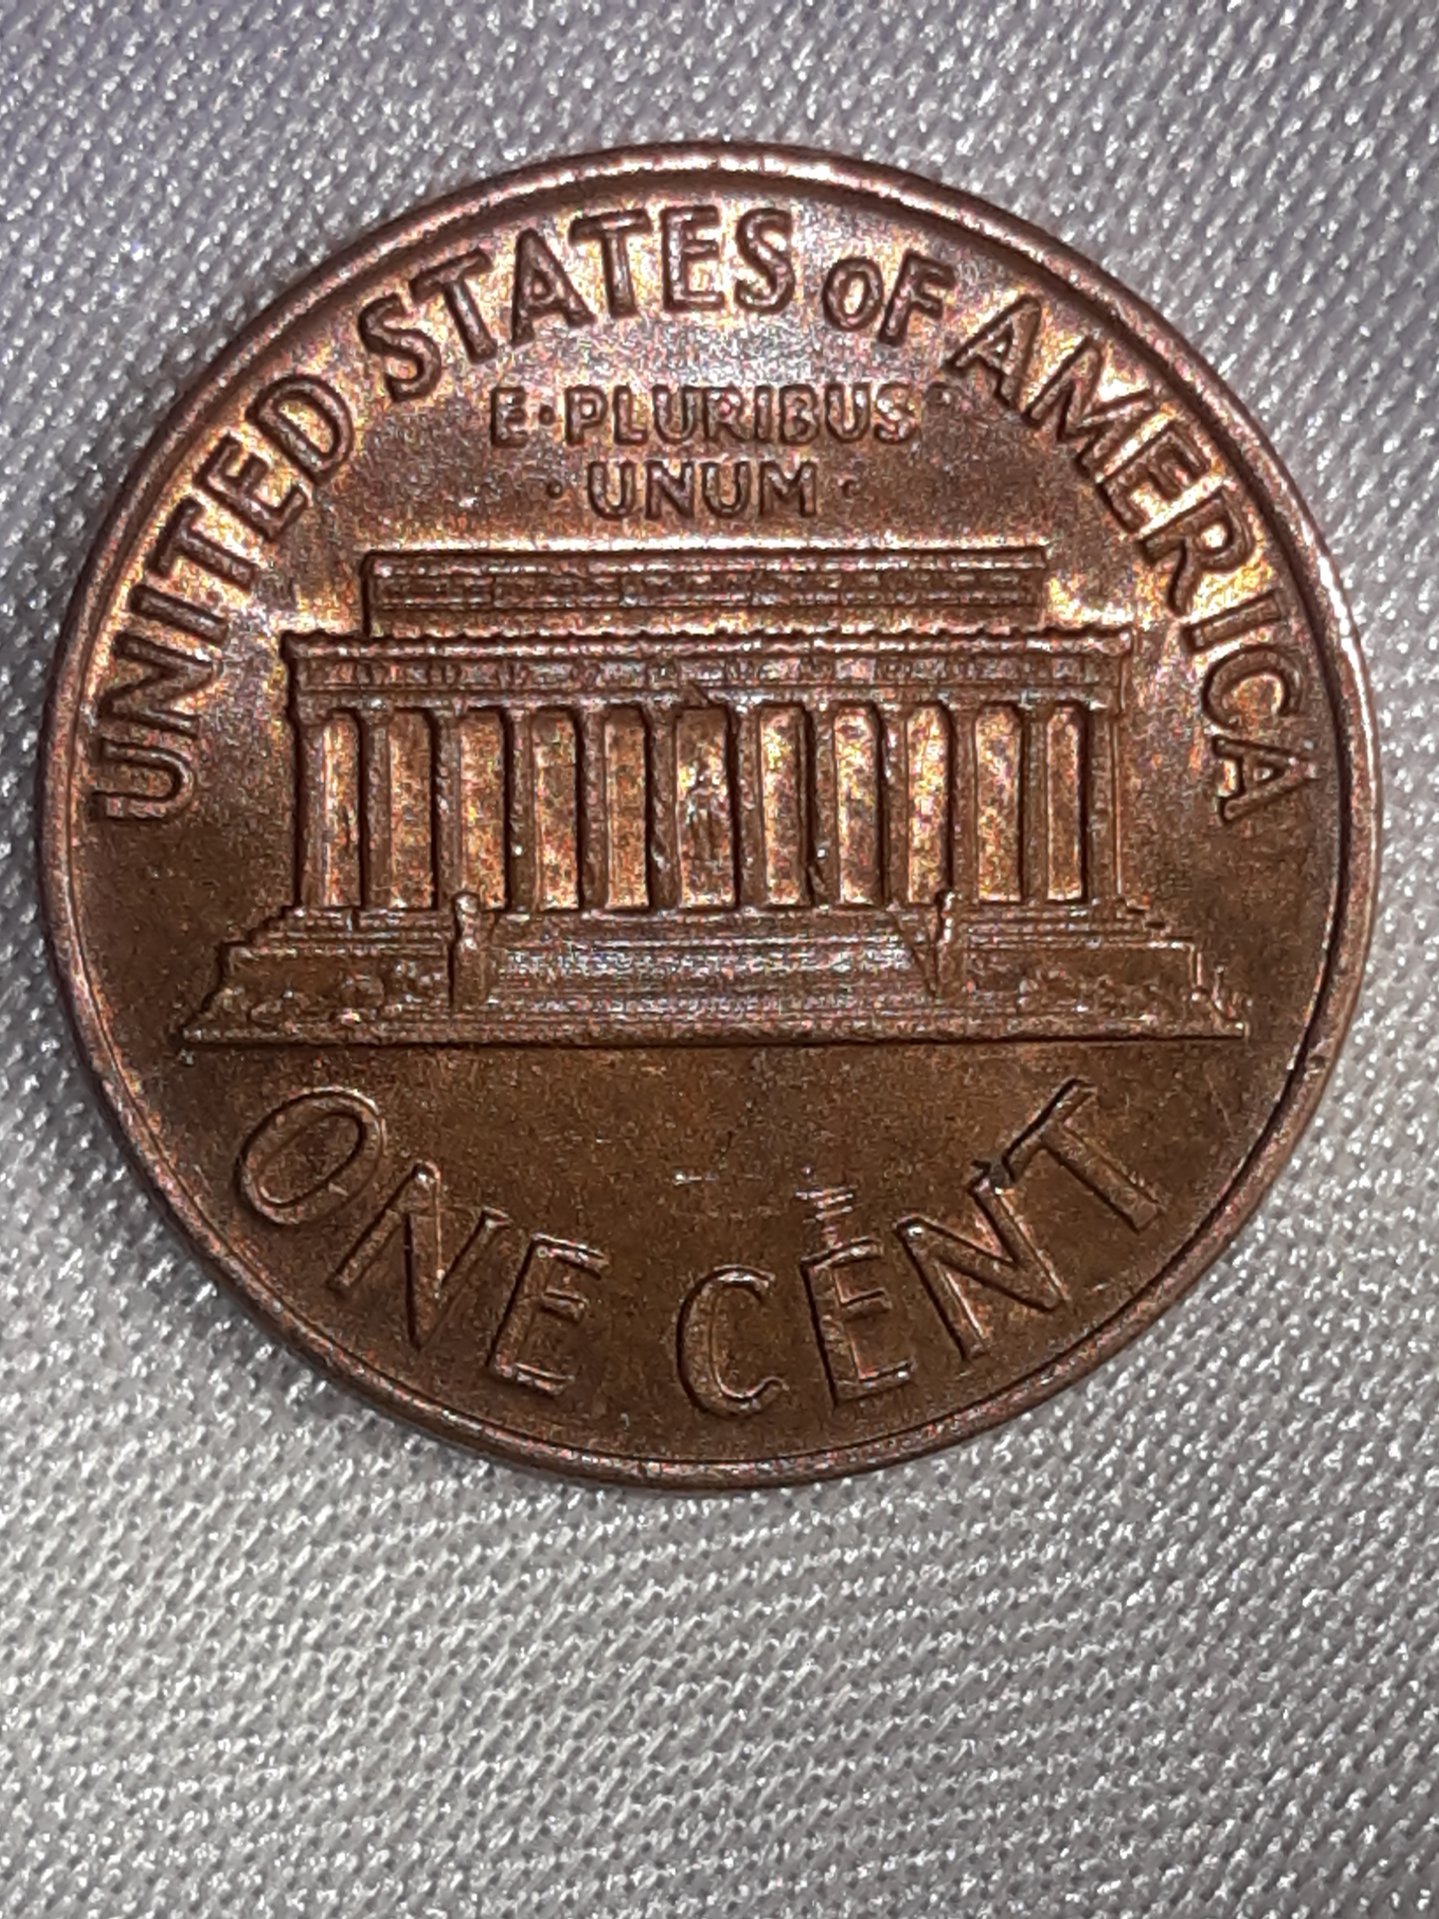 UNITED STATES OF AMERICA
E·PLURIBUS
·UNUM·
ONE CENT